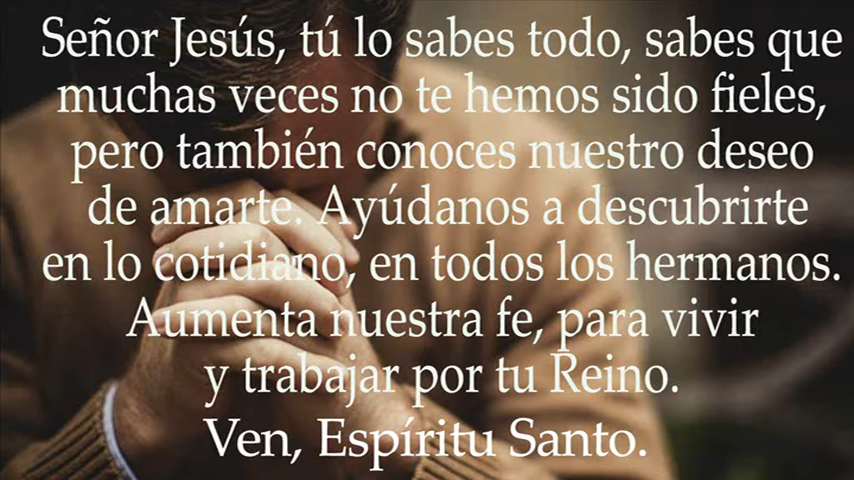 Señor Jesús, tú lo sabes todo, sabes que
muchas veces no te hemos sido fieles,
pero también conoces nuestro deseo
de amarte. Ayúdanos a descubrirte
en lo cotidiano, en todos los hermanos.
Aumenta nuestra fe, para vivir
y trabajar por tu Reino.
Ven, Espíritu Santo.